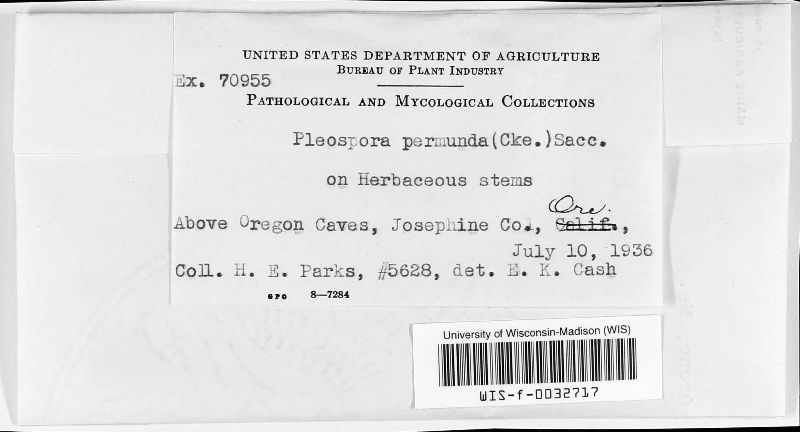 UNITED STATES DEPARTMENT OF AGRICULTURE
BUREAU OF PLANT INDUSTRY
Ex. 70955
PATHOLOGICAL AND MYCOLOGICAL COLLECTIONS
Pleospora permunda(Cke.)Sacc.
on Herbaceous stems
Ore.
Above Oregon Caves, Josephine Co., Calif.,
July 10, 1936
Coll. H. E. Parks, #5628, det. E. K. Cash
GPO 8—7284
University of Wisconsin-Madison (WIS)
WIS-f-0032717